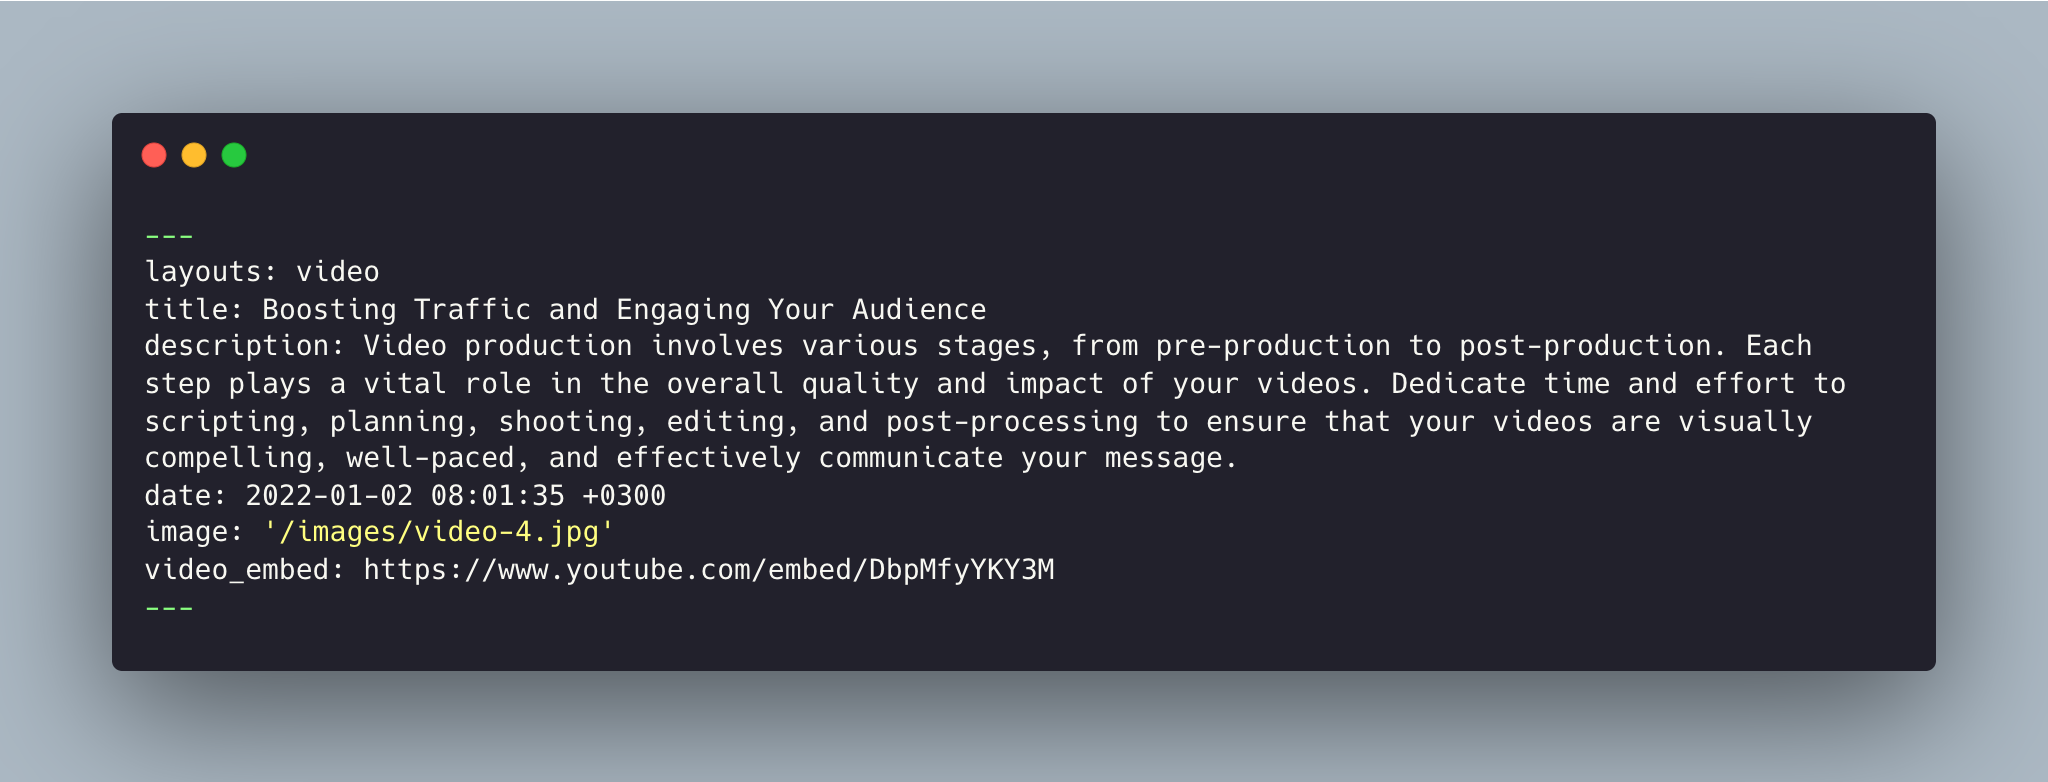 ---
layouts: video
title: Boosting Traffic and Engaging Your Audience
description: Video production involves various stages, from pre-production to post-production. Each
step plays a vital role in the overall quality and impact of your videos. Dedicate time and effort to
scripting, planning, shooting, editing, and post-processing to ensure that your videos are visually
compelling, well-paced, and effectively communicate your message.
date: 2022-01-02 08:01:35 +0300
image: '/images/video-4.jpg'
video_embed: https://www.youtube.com/embed/DbpMfyYKY3M
---